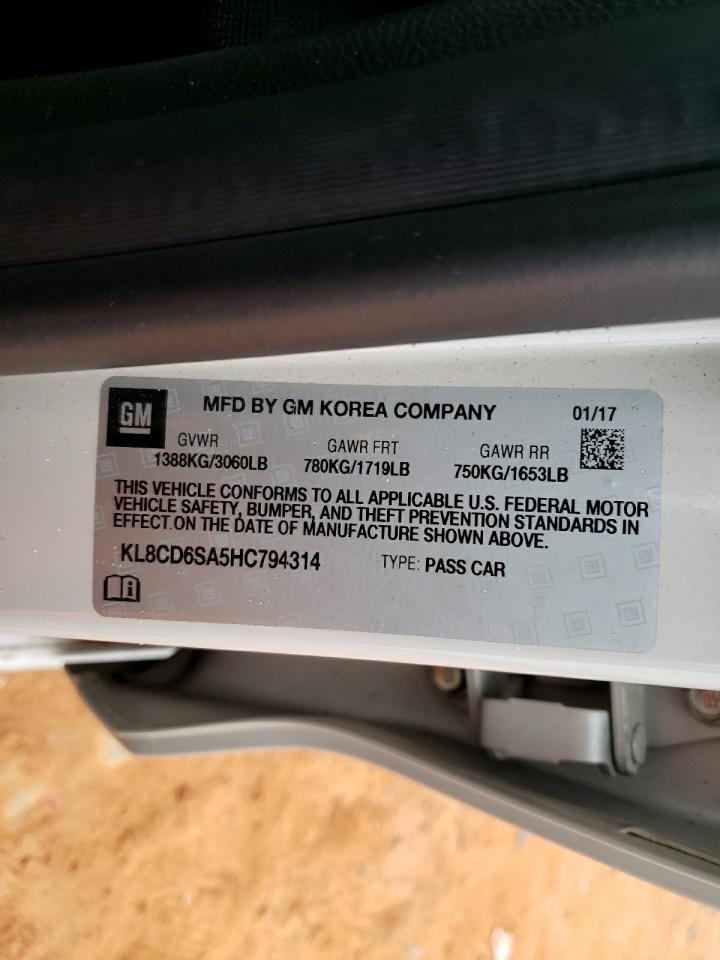 GM
MFD BY GM KOREA COMPANY 01/17
GVWR GAWR FRT GAWR RR
1388KG/3060LB 780KG/1719LB 750KG/1653LB
THIS VEHICLE CONFORMS TO ALL APPLICABLE U.S. FEDERAL MOTOR
VEHICLE SAFETY, BUMPER, AND THEFT PREVENTION STANDARDS IN
EFFECT ON THE DATE OF MANUFACTURE SHOWN ABOVE.
KL8CD6SA5HC794314 TYPE: PASS CAR